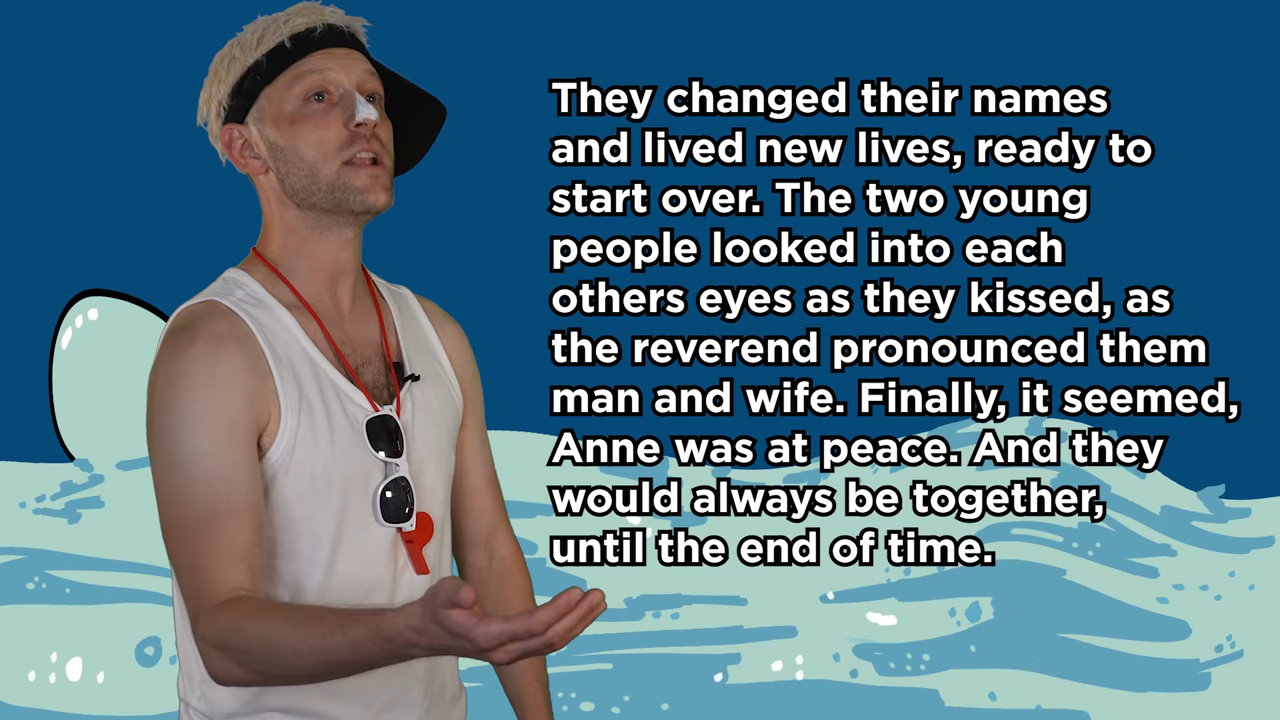 They changed their names
and lived new lives, ready to
start over. The two young
people looked into each
others eyes as they kissed, as
the reverend pronounced them
man and wife. Finally, it seemed,
Anne was at peace. And they
would always be together,
until the end of time.